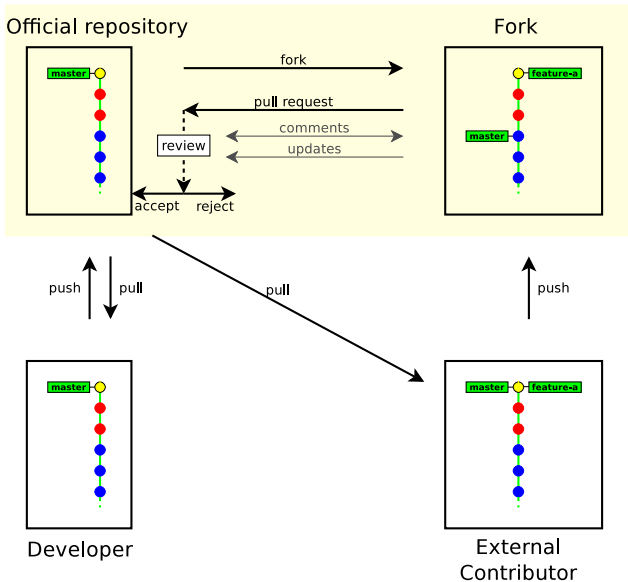 Official repository
Fork
master
fork
feature-a
pull request
comments
master
review
updates
accept
reject
push
pull
pull
push
master
master
feature-a
Developer
External
Contributor